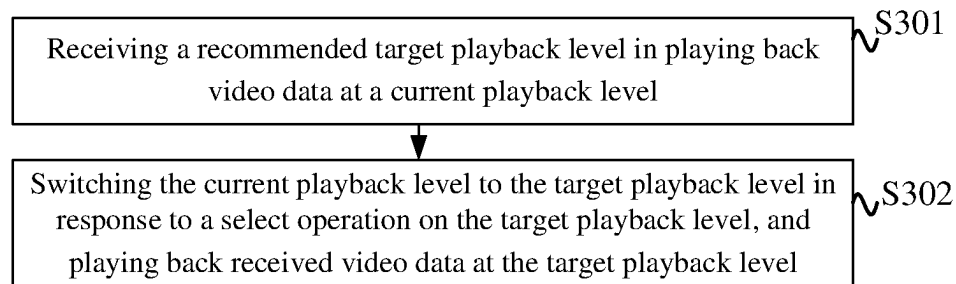 Receiving a recommended target playback level in playing back
video data at a current playback level
S301
Switching the current playback level to the target playback level in
response to a select operation on the target playback level, and
playing back received video data at the target playback level
S302